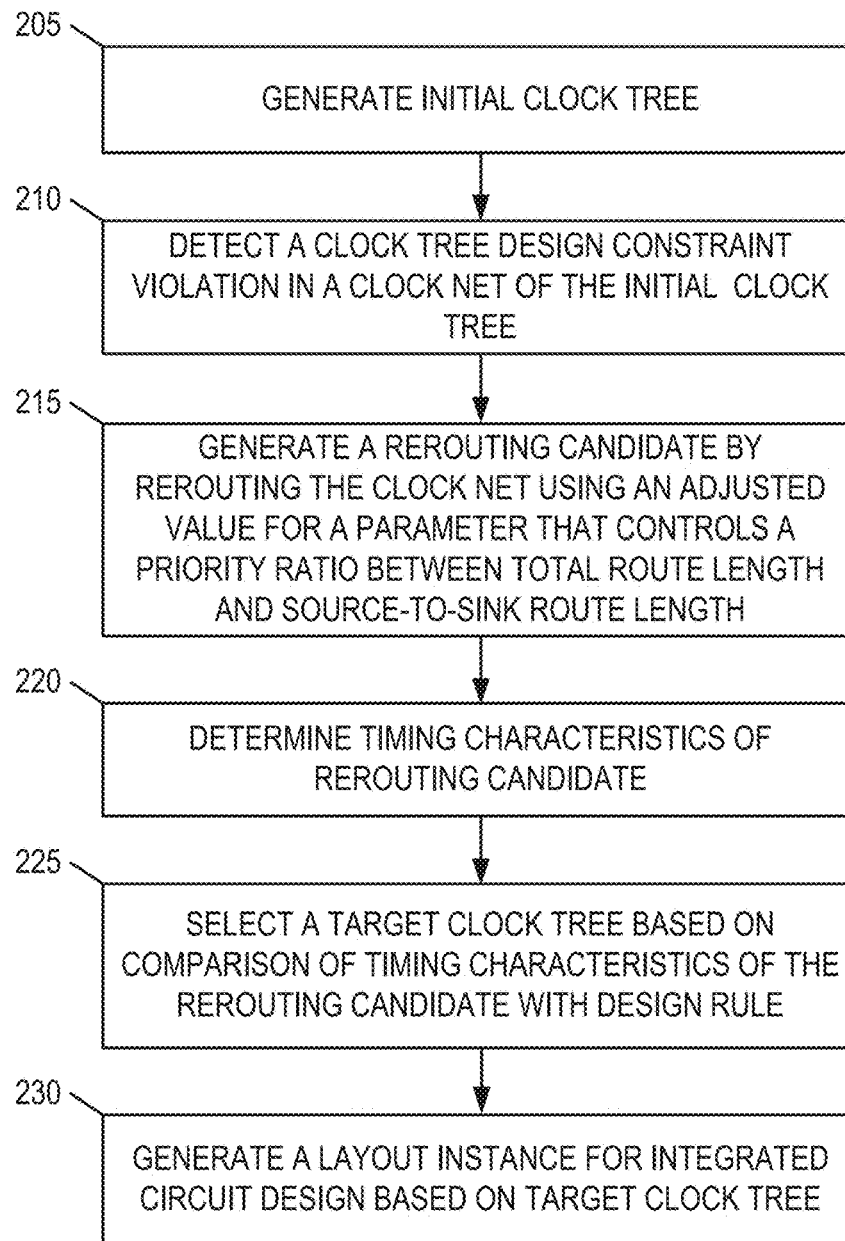 205
GENERATE INITIAL CLOCK TREE
210
DETECT A CLOCK TREE DESIGN CONSTRAINT
VIOLATION IN A CLOCK NET OF THE INITIAL CLOCK
TREE
215
GENERATE A REROUTING CANDIDATE BY
REROUTING THE CLOCK NET USING AN ADJUSTED
VALUE FOR A PARAMETER THAT CONTROLS A
PRIORITY RATIO BETWEEN TOTAL ROUTE LENGTH
AND SOURCE-TO-SINK ROUTE LENGTH
220
DETERMINE TIMING CHARACTERISTICS OF
REROUTING CANDIDATE
225
SELECT A TARGET CLOCK TREE BASED ON
COMPARISON OF TIMING CHARACTERISTICS OF THE
REROUTING CANDIDATE WITH DESIGN RULE
230
GENERATE A LAYOUT INSTANCE FOR INTEGRATED
CIRCUIT DESIGN BASED ON TARGET CLOCK TREE